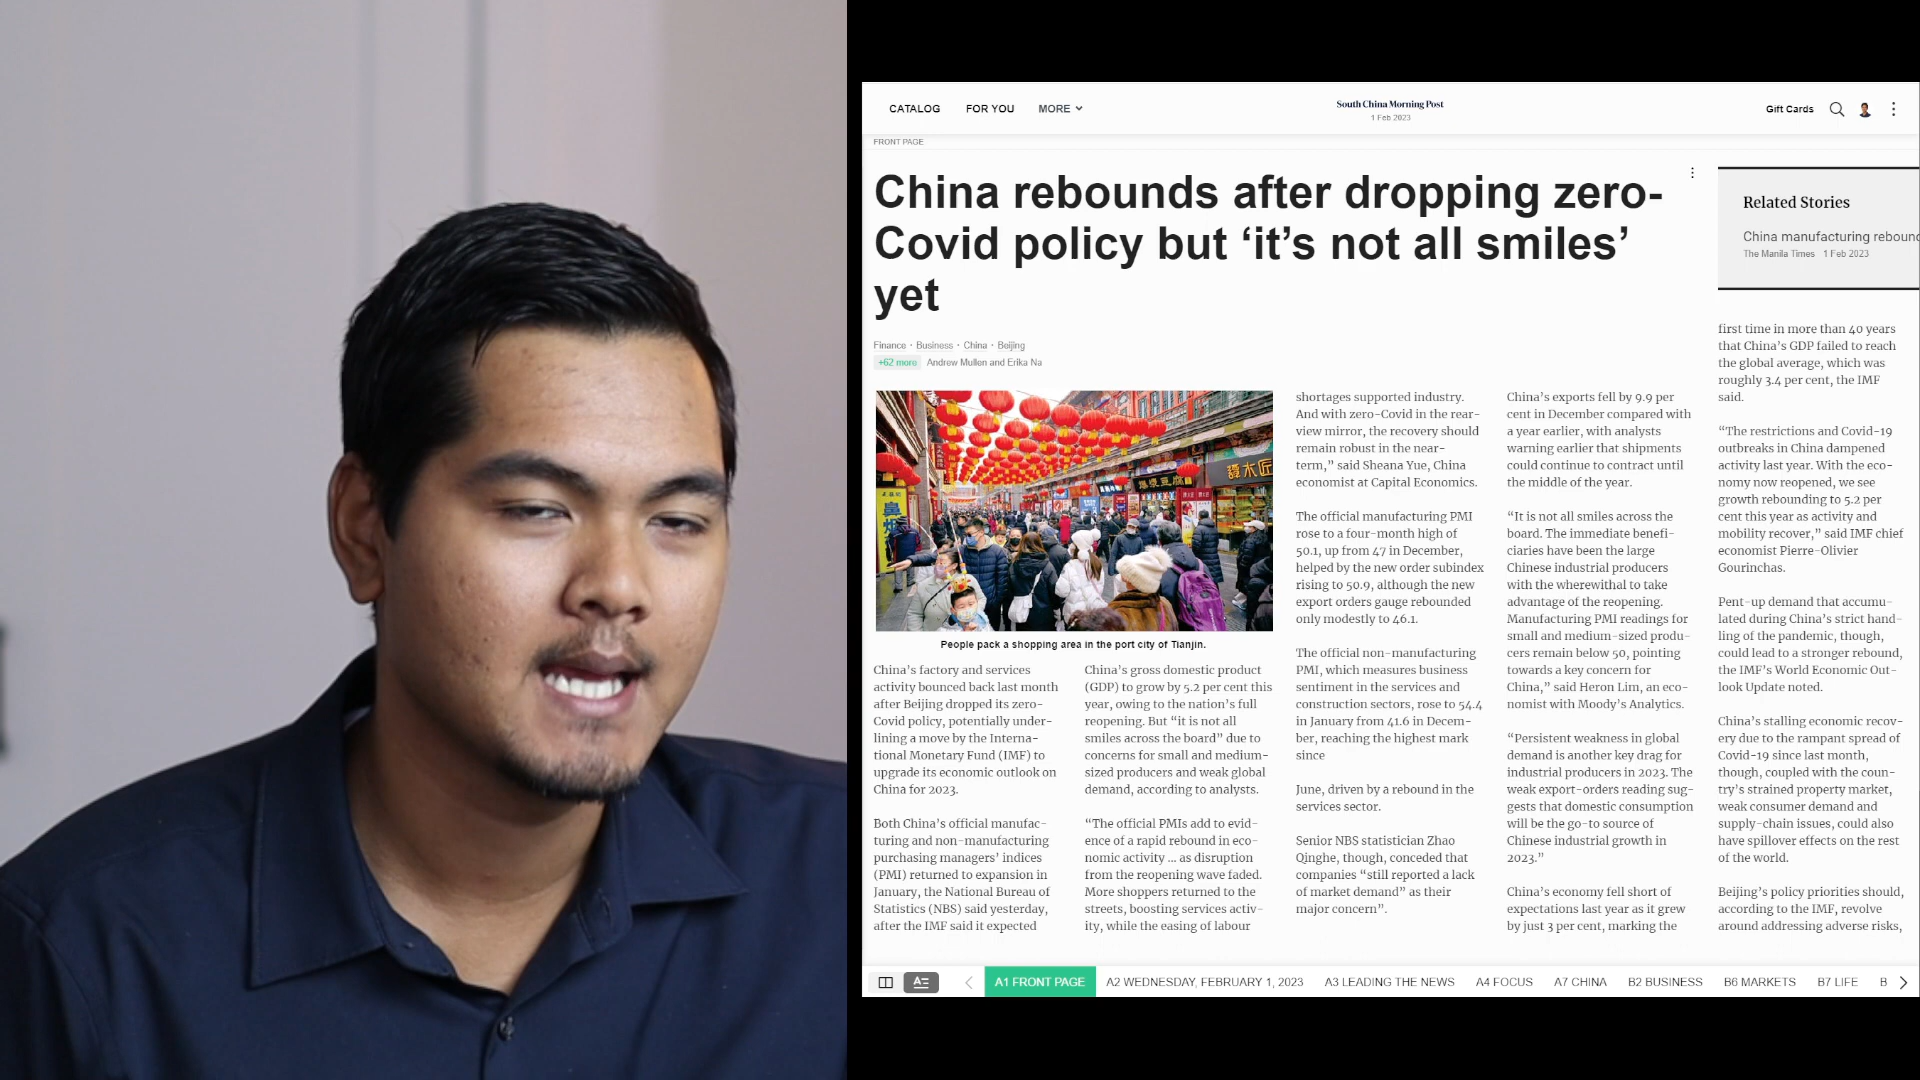 CATALOG
FOR YOU
MORE
South China Morning Post
1 Feb 2023
Gift Cards
FRONT PAGE
China rebounds after dropping zero-
Covid policy but ‘it’s not all smiles’
yet
Finance · Business · China · Beijing
+62 more Andrew Mullen and Erika Na
People pack a shopping area in the port city of Tianjin.
China’s factory and services
activity bounced back last month
after Beijing dropped its zero-
Covid policy, potentially under-
lining a move by the Interna-
tional Monetary Fund (IMF) to
upgrade its economic outlook on
China for 2023.
Both China’s official manufac-
turing and non-manufacturing
purchasing managers’ indices
(PMI) returned to expansion in
January, the National Bureau of
Statistics (NBS) said yesterday,
after the IMF said it expected
China’s gross domestic product
(GDP) to grow by 5.2 per cent this
year, owing to the nation’s full
reopening. But “it is not all
smiles across the board” due to
concerns for small and medium-
sized producers and weak global
demand, according to analysts.
“The official PMIs add to evid-
ence of a rapid rebound in eco-
nomic activity ... as disruption
from the reopening wave faded.
More shoppers returned to the
streets, boosting services activ-
ity, while the easing of labour
shortages supported industry.
And with zero-Covid in the rear-
view mirror, the recovery should
remain robust in the near-
term,” said Sheana Yue, China
economist at Capital Economics.
The official manufacturing PMI
rose to a four-month high of
50.1, up from 47 in December,
helped by the new order subindex
rising to 50.9, although the new
export orders gauge rebounded
only modestly to 46.1.
The official non-manufacturing
PMI, which measures business
sentiment in the services and
construction sectors, rose to 54.4
in January from 41.6 in Decem-
ber, reaching the highest mark
since
June, driven by a rebound in the
services sector.
Senior NBS statistician Zhao
Qinghe, though, conceded that
companies “still reported a lack
of market demand” as their
major concern”.
China’s exports fell by 9.9 per
cent in December compared with
a year earlier, with analysts
warning earlier that shipments
could continue to contract until
the middle of the year.
“It is not all smiles across the
board. The immediate benefi-
ciaries have been the large
Chinese industrial producers
with the wherewithal to take
advantage of the reopening.
Manufacturing PMI readings for
small and medium-sized produ-
cers remain below 50, pointing
towards a key concern for
China,” said Heron Lim, an eco-
nomist with Moody’s Analytics.
“Persistent weakness in global
demand is another key drag for
industrial producers in 2023. The
weak export-orders reading sug-
gests that domestic consumption
will be the go-to source of
Chinese industrial growth in
2023.”
China’s economy fell short of
expectations last year as it grew
by just 3 per cent, marking the
Related Stories
China manufacturing rebound
The Manila Times 1 Feb 2023
first time in more than 40 years
that China’s GDP failed to reach
the global average, which was
roughly 3.4 per cent, the IMF
said.
“The restrictions and Covid-19
outbreaks in China dampened
activity last year. With the eco-
nomy now reopened, we see
growth rebounding to 5.2 per
cent this year as activity and
mobility recover,” said IMF chief
economist Pierre-Olivier
Gourinchas.
Pent-up demand that accumu-
lated during China’s strict hand-
ling of the pandemic, though,
could lead to a stronger rebound,
the IMF’s World Economic Out-
look Update noted.
China’s stalling economic recov-
ery due to the rampant spread of
Covid-19 since last month,
though, coupled with the coun-
try’s strained property market,
weak consumer demand and
supply-chain issues, could also
have spillover effects on the rest
of the world.
Beijing’s policy priorities should,
according to the IMF, revolve
around addressing adverse risks,
A1 FRONT PAGE
A2 WEDNESDAY, FEBRUARY 1, 2023
A3 LEADING THE NEWS
A4 FOCUS
A7 CHINA
B2 BUSINESS
B6 MARKETS
B7 LIFE
B